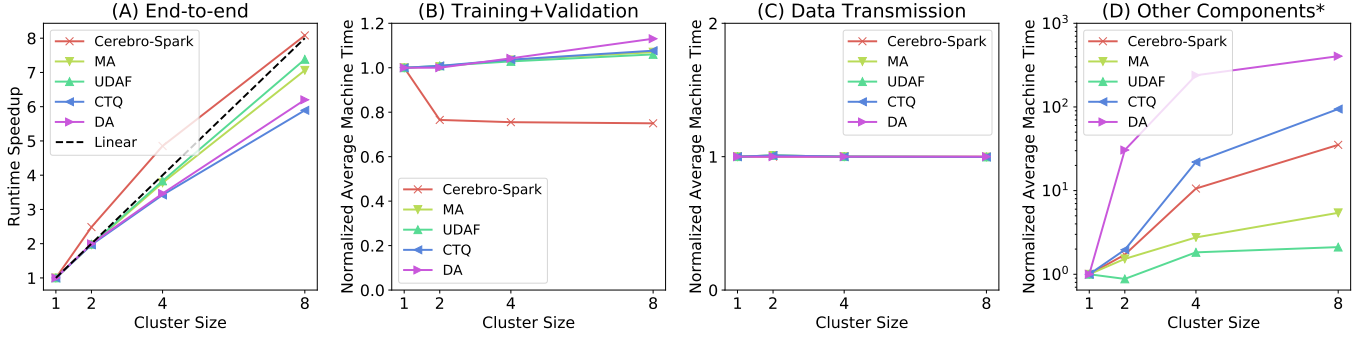 (A) End-to-end
Runtime Speedup
8
7
6
5
4
3
2
1
Cerebro-Spark
MA
UDAF
CTQ
DA
Linear
1 2 4 8
Cluster Size
(B) Training+Validation
Normalized Average Machine Time
1.2
1.0
0.8
0.6
0.4
0.2
0.0
Cerebro-Spark
MA
UDAF
CTQ
DA
1 2 4 8
Cluster Size
(C) Data Transmission
Normalized Average Machine Time
2
1
0
Cerebro-Spark
MA
UDAF
CTQ
DA
1 2 4 8
Cluster Size
(D) Other Components*
Normalized Average Machine Time
10³
10²
10¹
10⁰
Cerebro-Spark
MA
UDAF
CTQ
DA
1 2 4 8
Cluster Size